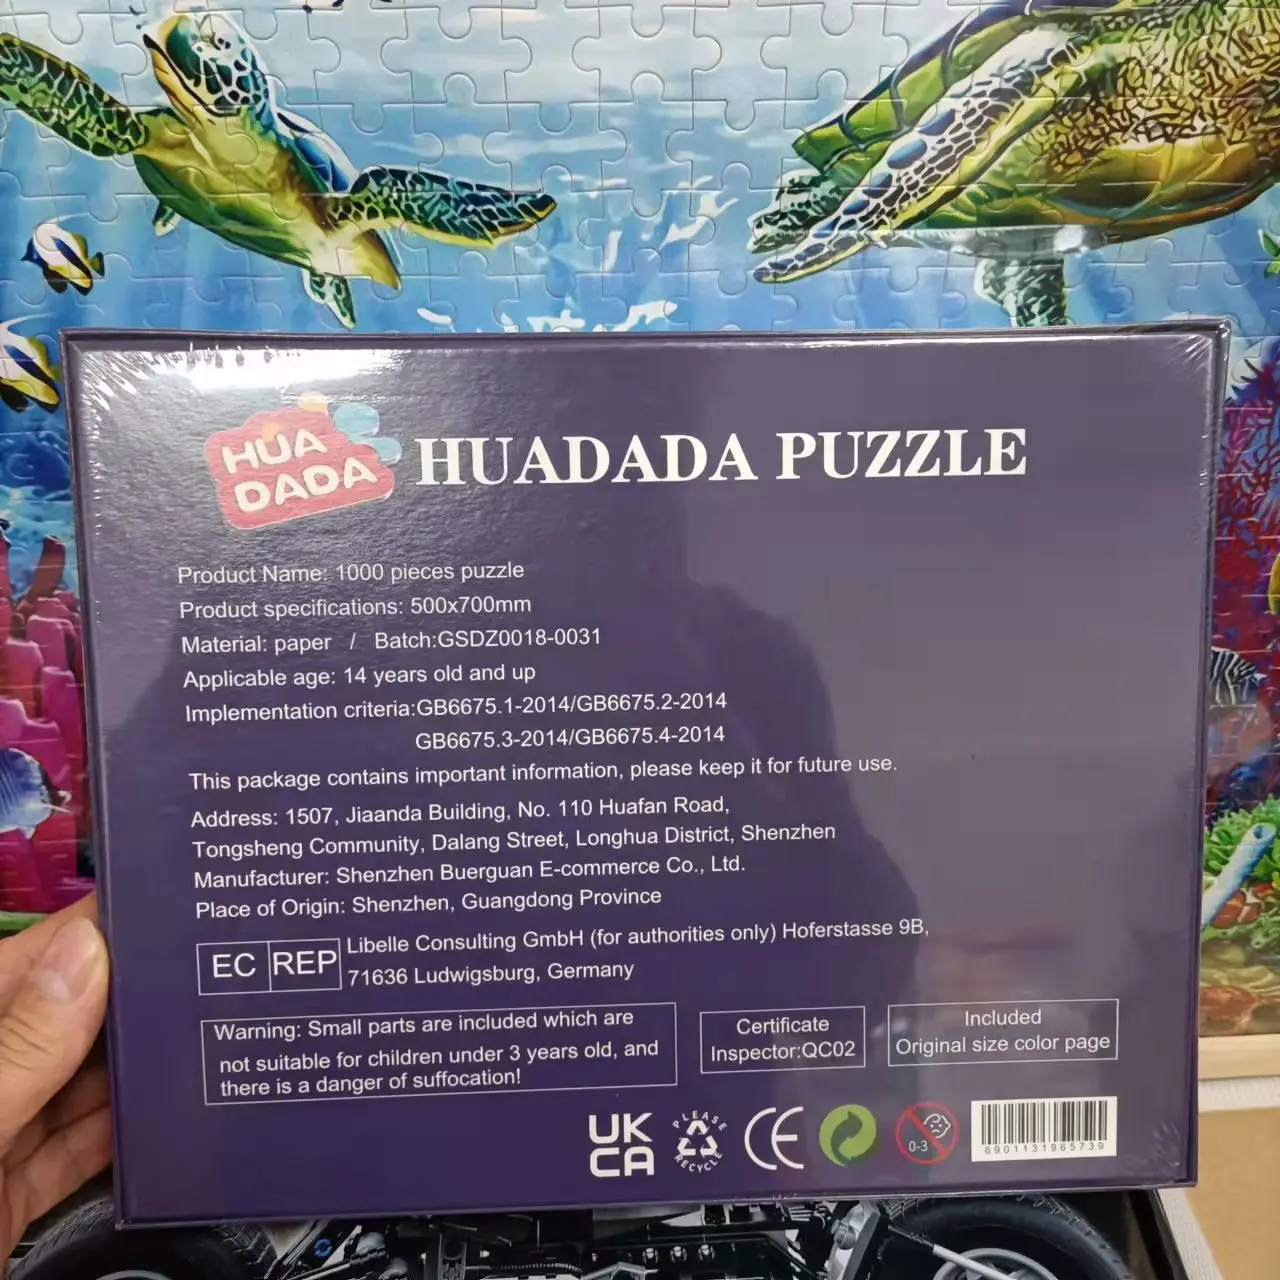 HUA
DADA
HUADADA PUZZLE
Product Name: 1000 pieces puzzle
Product specifications: 500x700mm
Material: paper / Batch:GSDZ0018-0031
Applicable age: 14 years old and up
Implementation criteria:GB6675.1-2014/GB6675.2-2014
GB6675.3-2014/GB6675.4-2014
This package contains important information, please keep it for future use.
Address: 1507, Jiaanda Building, No. 110 Huafan Road,
Tongsheng Community, Dalang Street, Longhua District, Shenzhen
Manufacturer: Shenzhen Buerguan E-commerce Co., Ltd.
Place of Origin: Shenzhen, Guangdong Province
EC REP
Libelle Consulting GmbH (for authorities only) Hoferstasse 9B,
71636 Ludwigsburg, Germany
Warning: Small parts are included which are
not suitable for children under 3 years old, and
there is a danger of suffocation!
Certificate
Inspector:QC02
Included
Original size color page
UK
CA
PLEASE
RECYCLE
CE
0-3
6901131965739